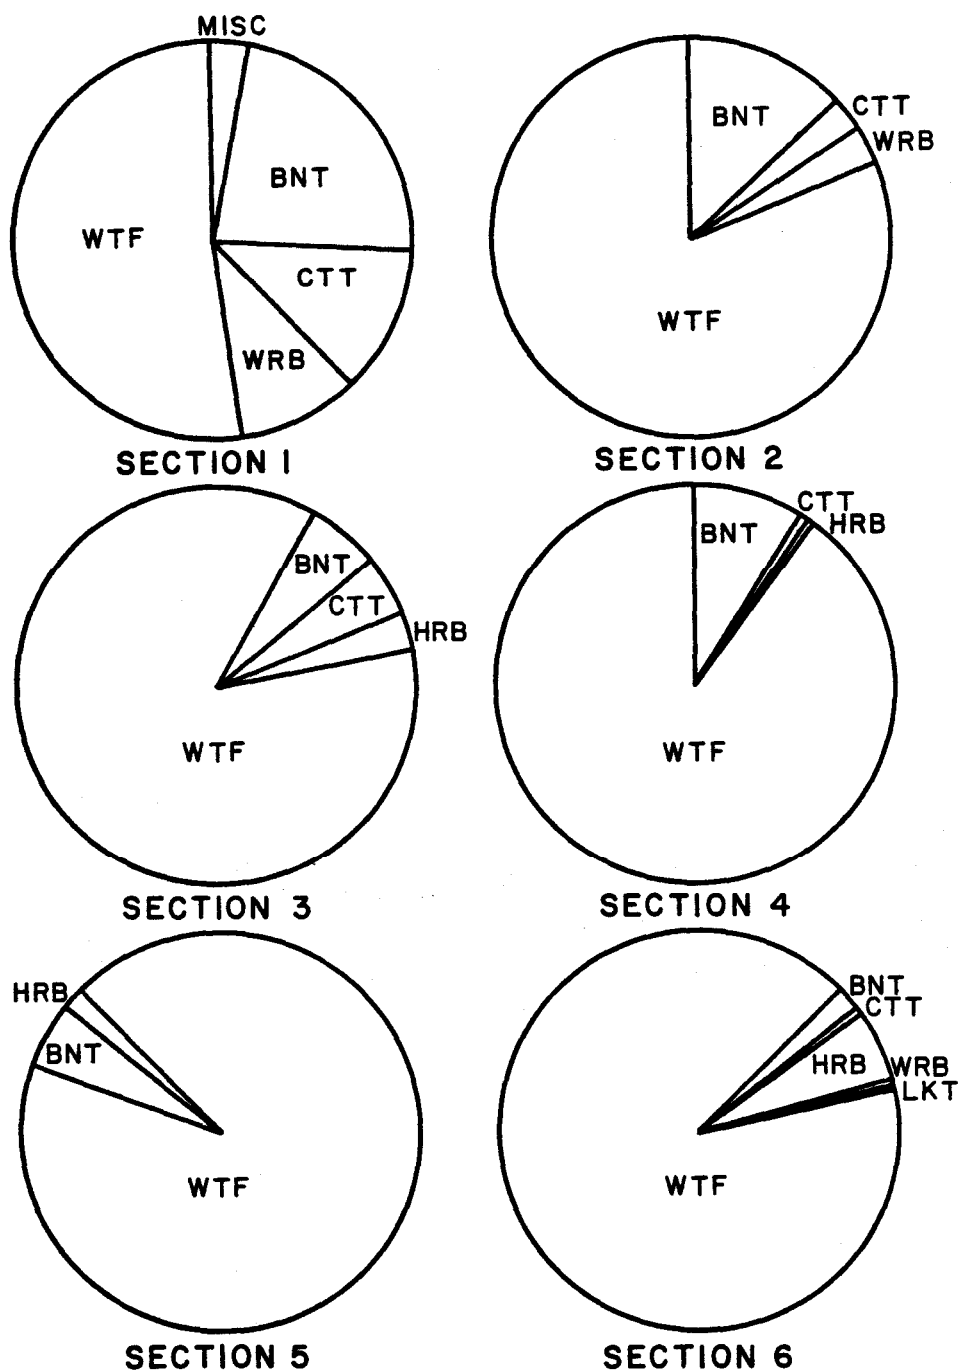 MISC
BNT
WTF
CTT
WRB
SECTION 1
BNT
CTT
WRB
WTF
SECTION 2
BNT
CTT
HRB
WTF
SECTION 3
CTT
BNT
HRB
WTF
SECTION 4
HRB
BNT
WTF
SECTION 5
BNT
CTT
HRB
WRB
LKT
WTF
SECTION 6